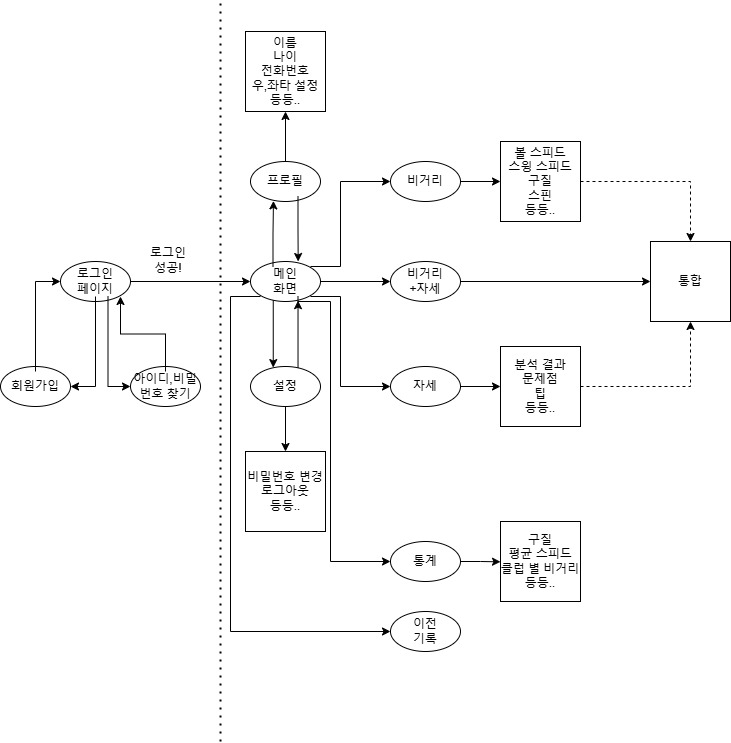 이름
나이
전화번호
우,좌타 설정
등등..
프로필
비거리
볼 스피드
스윙 스피드
구질
스핀
등등..
로그인
성공!
로그인
페이지
메인
화면
비거리
+자세
통합
회원가입
아이디,비밀
번호 찾기
설정
자세
분석 결과
문제점
팁
등등..
비밀번호 변경
로그아웃
등등..
통계
구질
평균 스피드
클럽 별 비거리
등등..
이전
기록